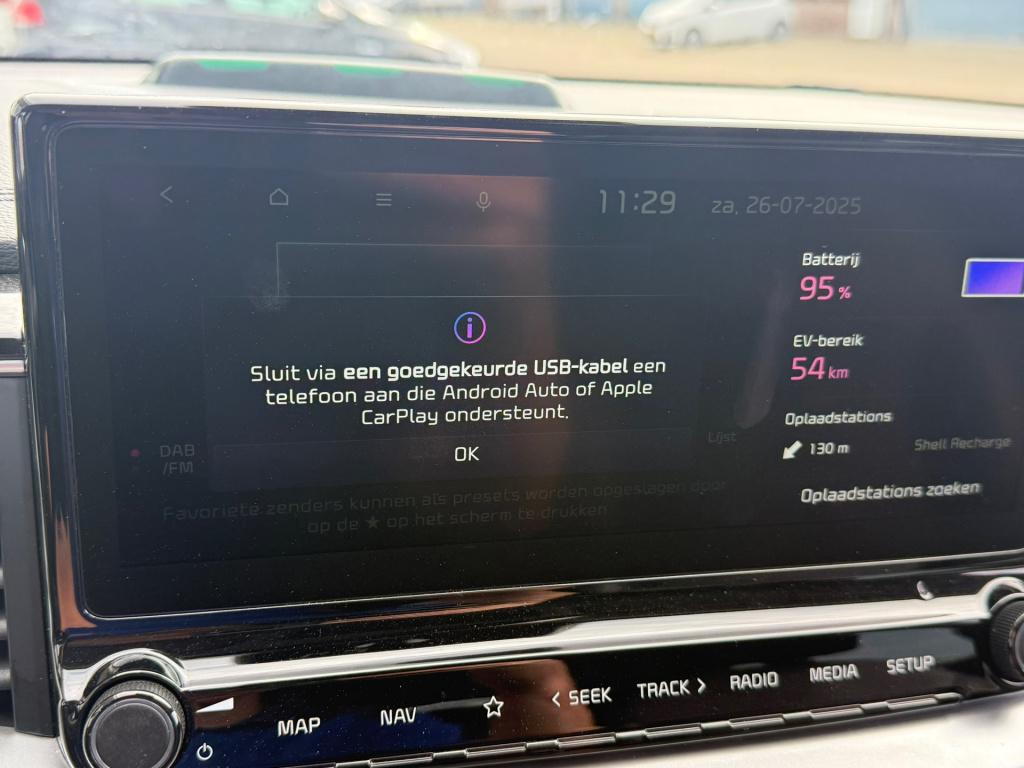 11:29 za, 26-07-2025
Batterij
95 %
EV-bereik
54 km
Sluit via een goedgekeurde USB-kabel een
telefoon aan die Android Auto of Apple
CarPlay ondersteunt.
OK
Oplaadstations
130 m Shell Recharge
Oplaadstations zoeken
DAB
/FM
Lijst
Favoriete zenders kunnen als presets worden opgeslagen door
op de ★ op het scherm te drukken
MAP NAV < SEEK TRACK > RADIO MEDIA SETUP